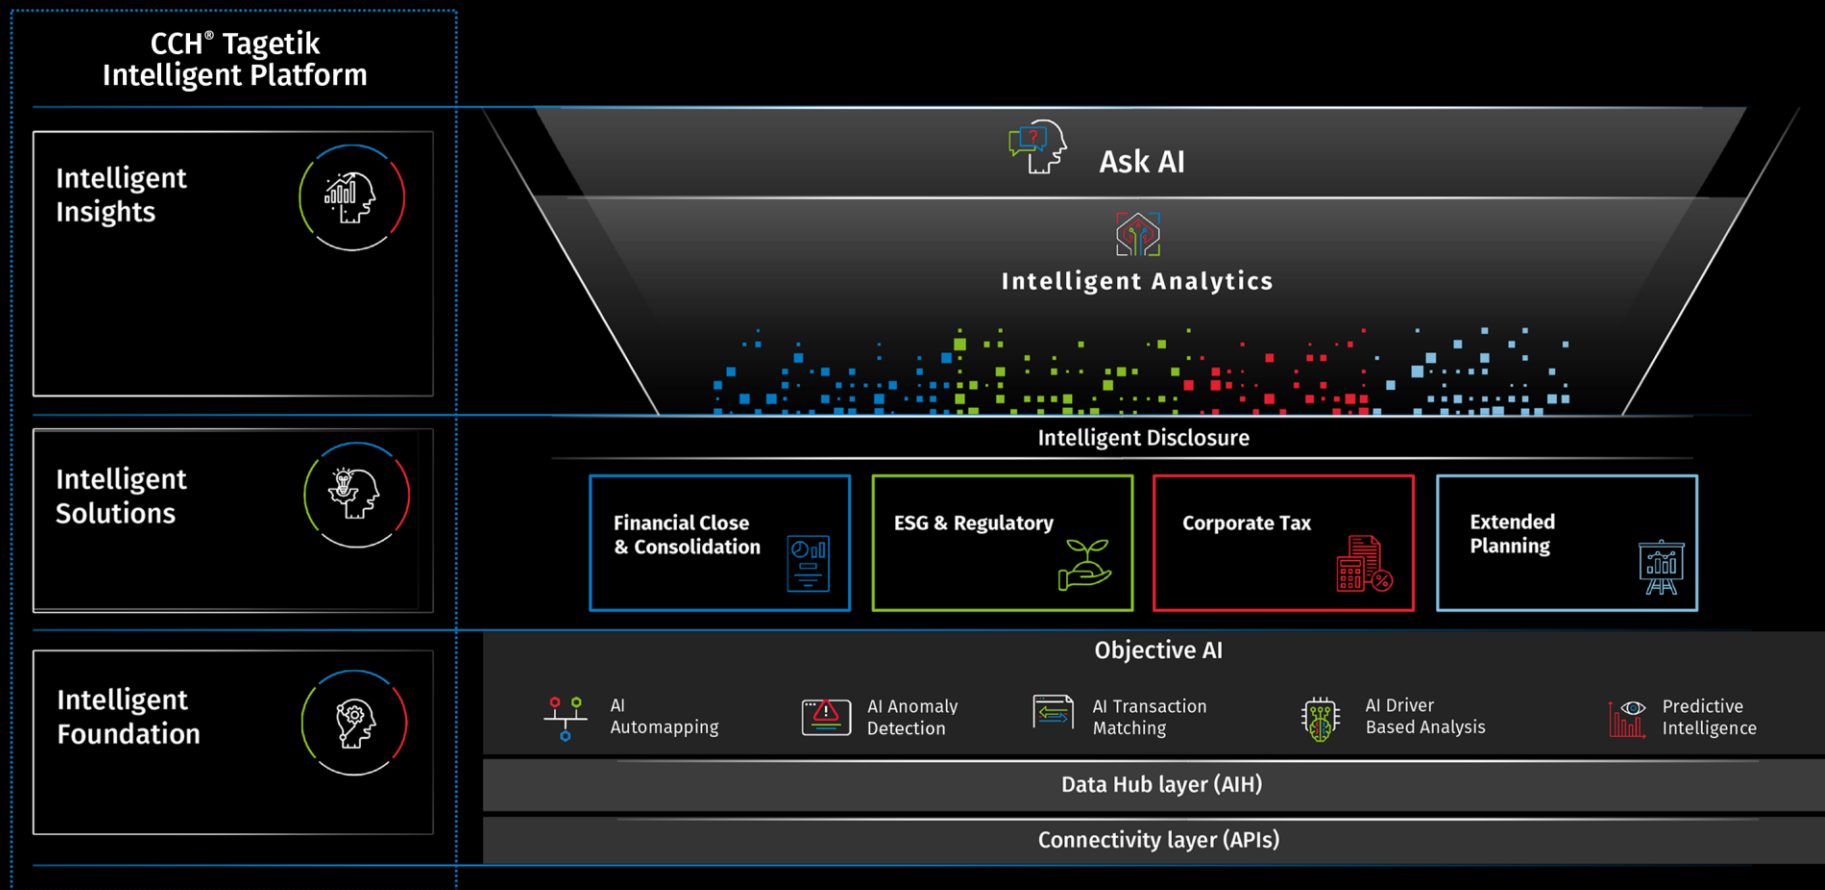 CCH® Tagetik
Intelligent Platform
Intelligent
Insights
Ask AI
?
Intelligent Analytics
Intelligent
Solutions
Intelligent Disclosure
Financial Close
& Consolidation
ESG & Regulatory
Corporate Tax
%
Extended
Planning
Intelligent
Foundation
Objective AI
AI
Automapping
!
AI Anomaly
Detection
AI Transaction
Matching
AI Driver
Based Analysis
Predictive
Intelligence
Data Hub layer (AIH)
Connectivity layer (APIs)